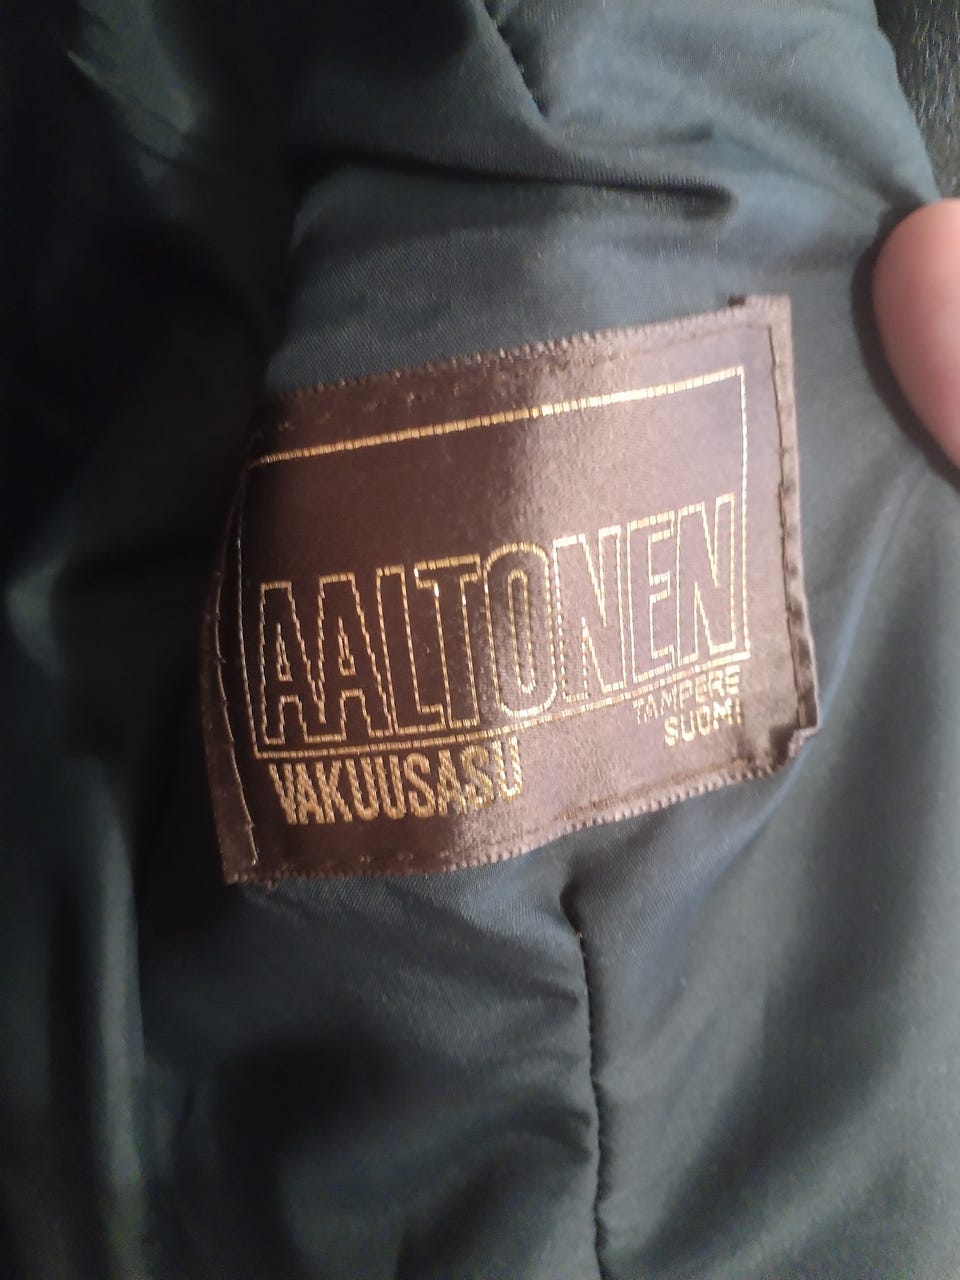 AALTONEN
TAMPERE
SUOMI
VAKUUSASU